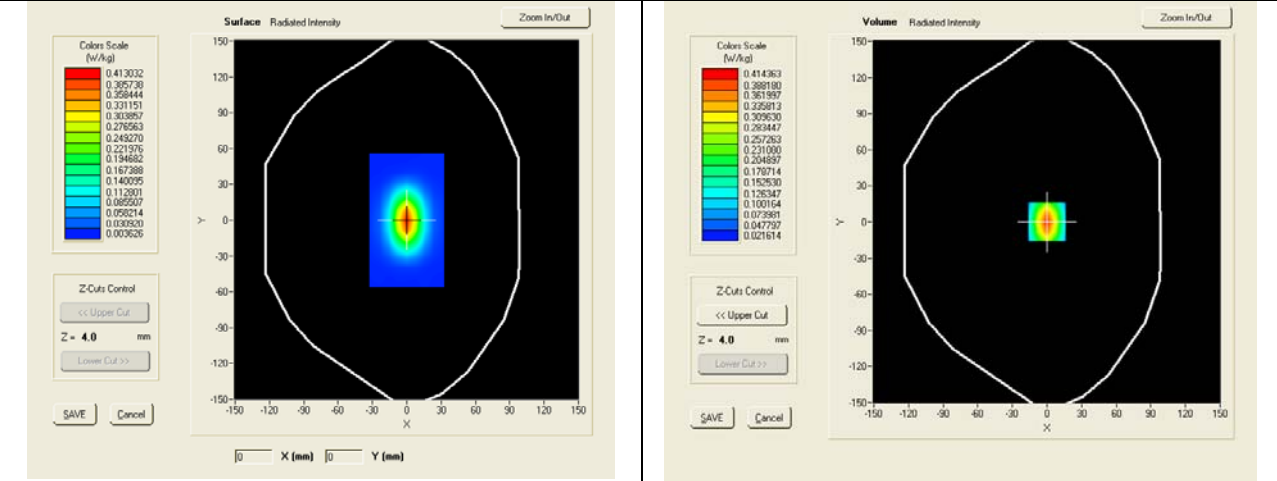 Surface Radiated Intensity
Zoom In/Out
Colors Scale
(W/kg)
0.413032
0.385738
0.358444
0.331151
0.303857
0.276563
0.249270
0.221976
0.194682
0.167388
0.140095
0.112801
0.085507
0.058214
0.030920
0.003626
Z-Cuts Control
<< Upper Cut
Z = 4.0 mm
Lower Cut >>
SAVE Cancel
150
120
90
60
30
0
-30
-60
-90
-120
-150
Y
-150 -120 -90 -60 -30 0 30 60 90 120 150
X
0 X (mm) 0 Y (mm)
Volume Radiated Intensity
Zoom In/Out
Colors Scale
(W/kg)
0.414363
0.388180
0.361997
0.335813
0.309630
0.283447
0.257263
0.231080
0.204897
0.178714
0.152530
0.126347
0.100164
0.073981
0.047797
0.021614
Z-Cuts Control
<< Upper Cut
Z = 4.0 mm
Lower Cut >>
SAVE Cancel
150
120
90
60
30
0
-30
-60
-90
-120
-150
Y
-150 -120 -90 -60 -30 0 30 60 90 120 150
X